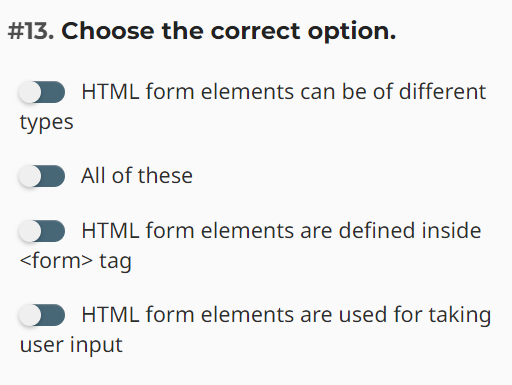 #13. Choose the correct option.
HTML form elements can be of different
types
All of these
HTML form elements are defined inside
<form> tag
HTML form elements are used for taking
user input